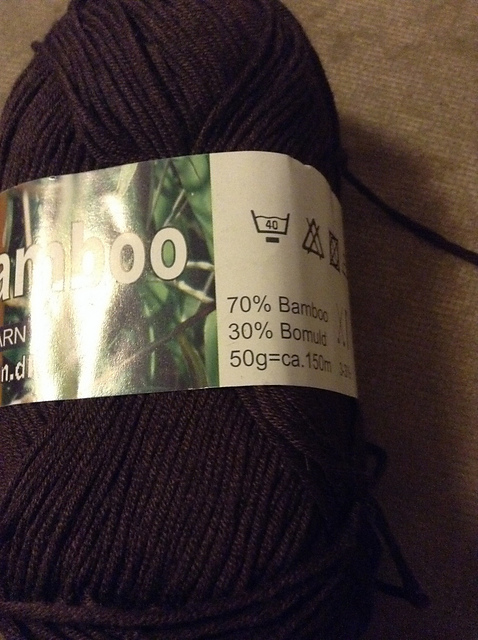 amboo
ARN
n.dk
40
70% Bamboo
30% Bomuld
50g=ca.150m